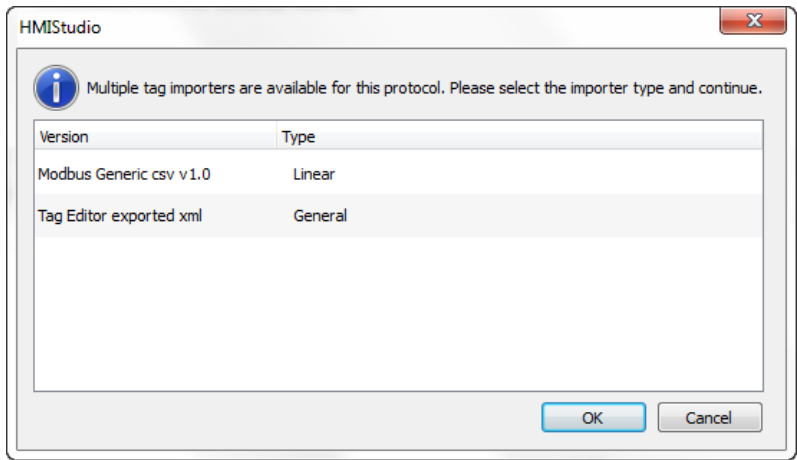 HMIStudio
Multiple tag importers are available for this protocol. Please select the importer type and continue.
Version Type
Modbus Generic csv v1.0 Linear
Tag Editor exported xml General
OK Cancel